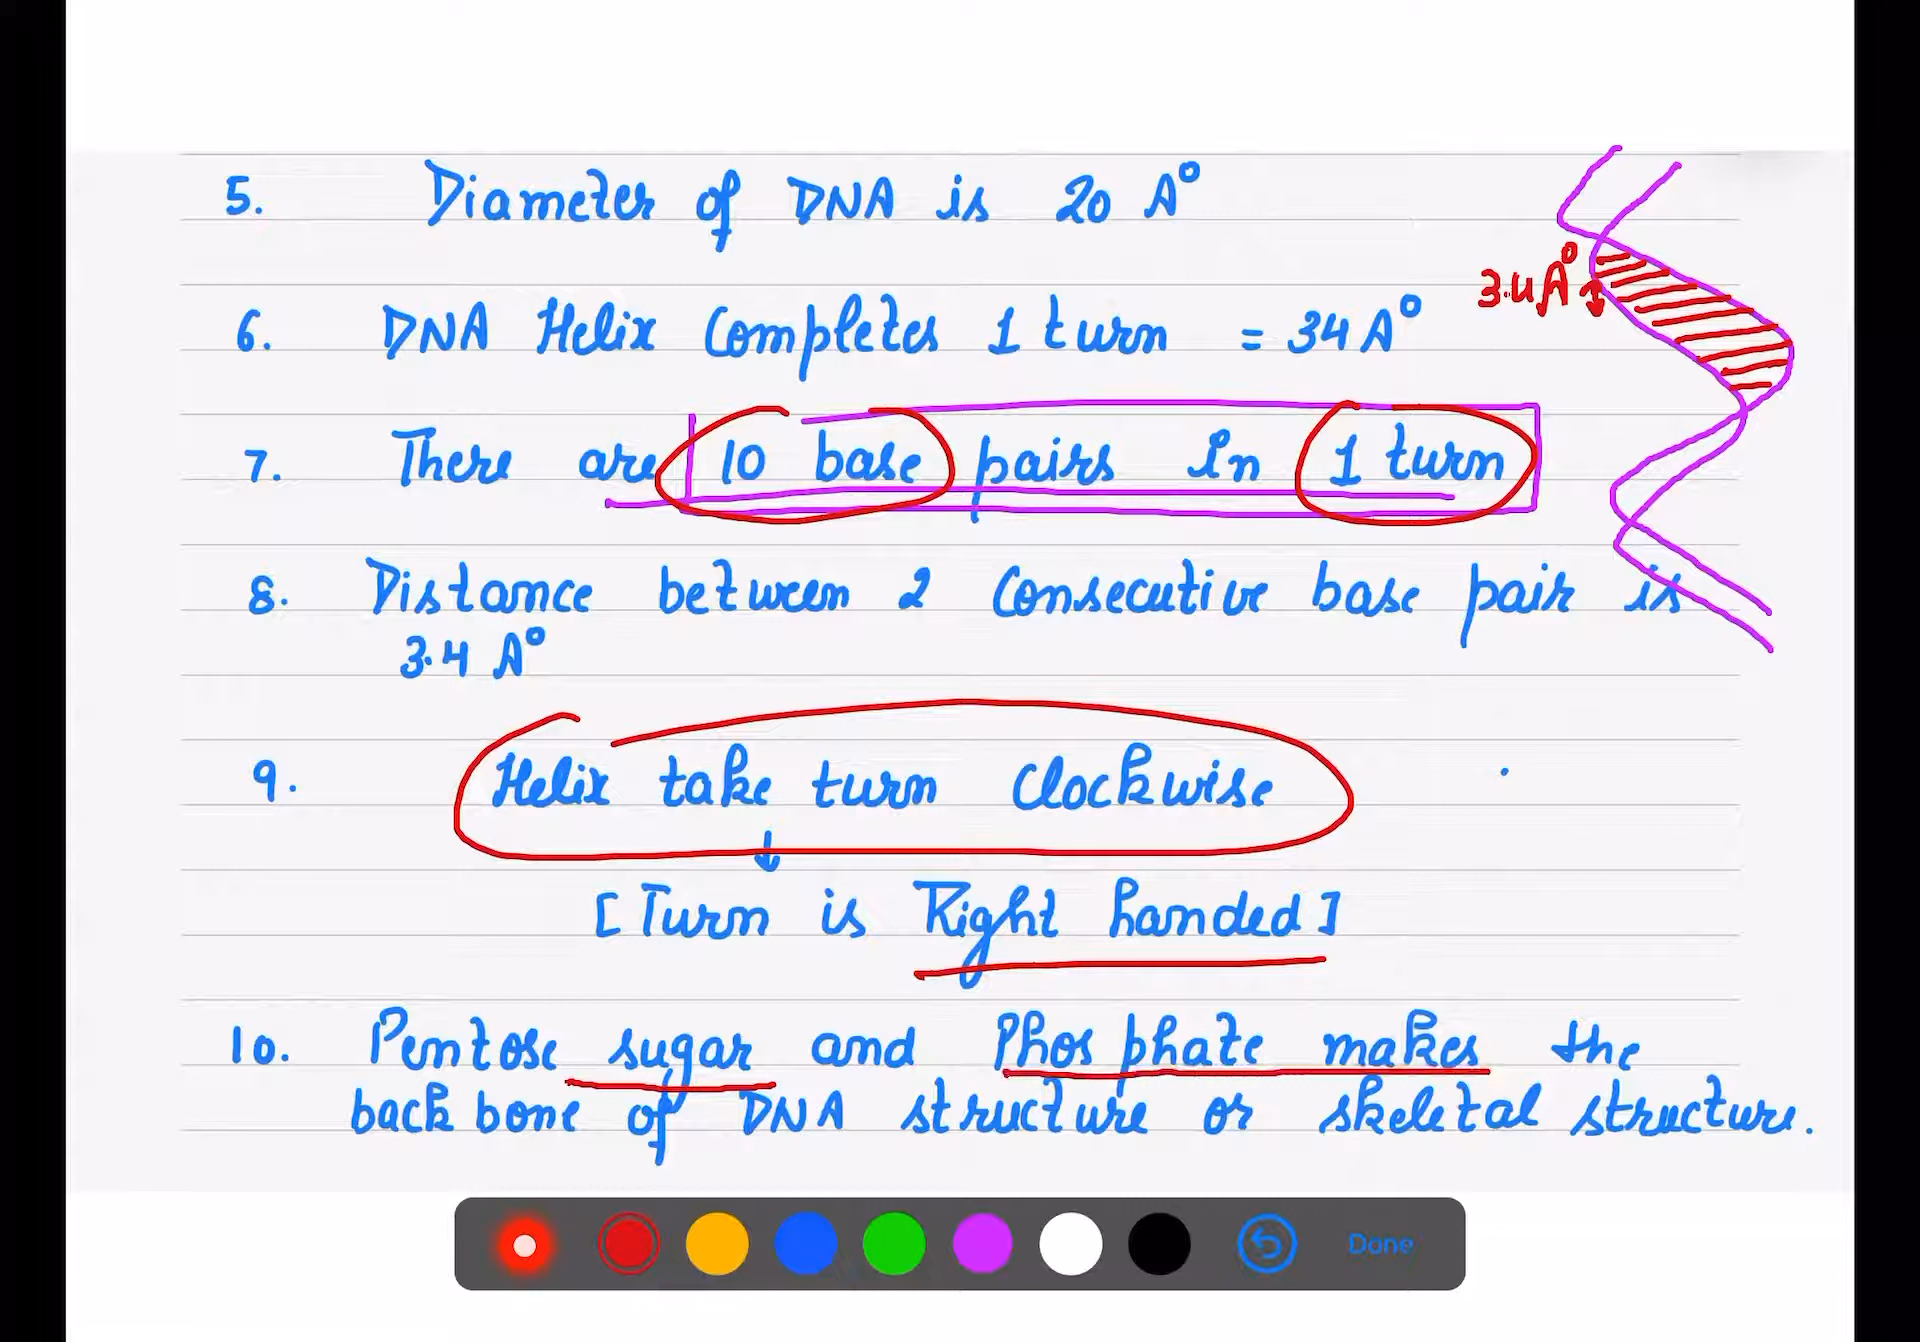 5. Diameter of DNA is 20 A°
6. DNA Helix Completes 1 turn = 34 A°
3.4A°
7. There are 10 base pairs in 1 turn
8. Distance between 2 Consecutive base pair is
3.4 A°
9. Helix take turn Clockwise
[Turn is Right handed]
10. Pentose sugar and Phosphate makes the
back bone of DNA structure or skeletal structure.
Done